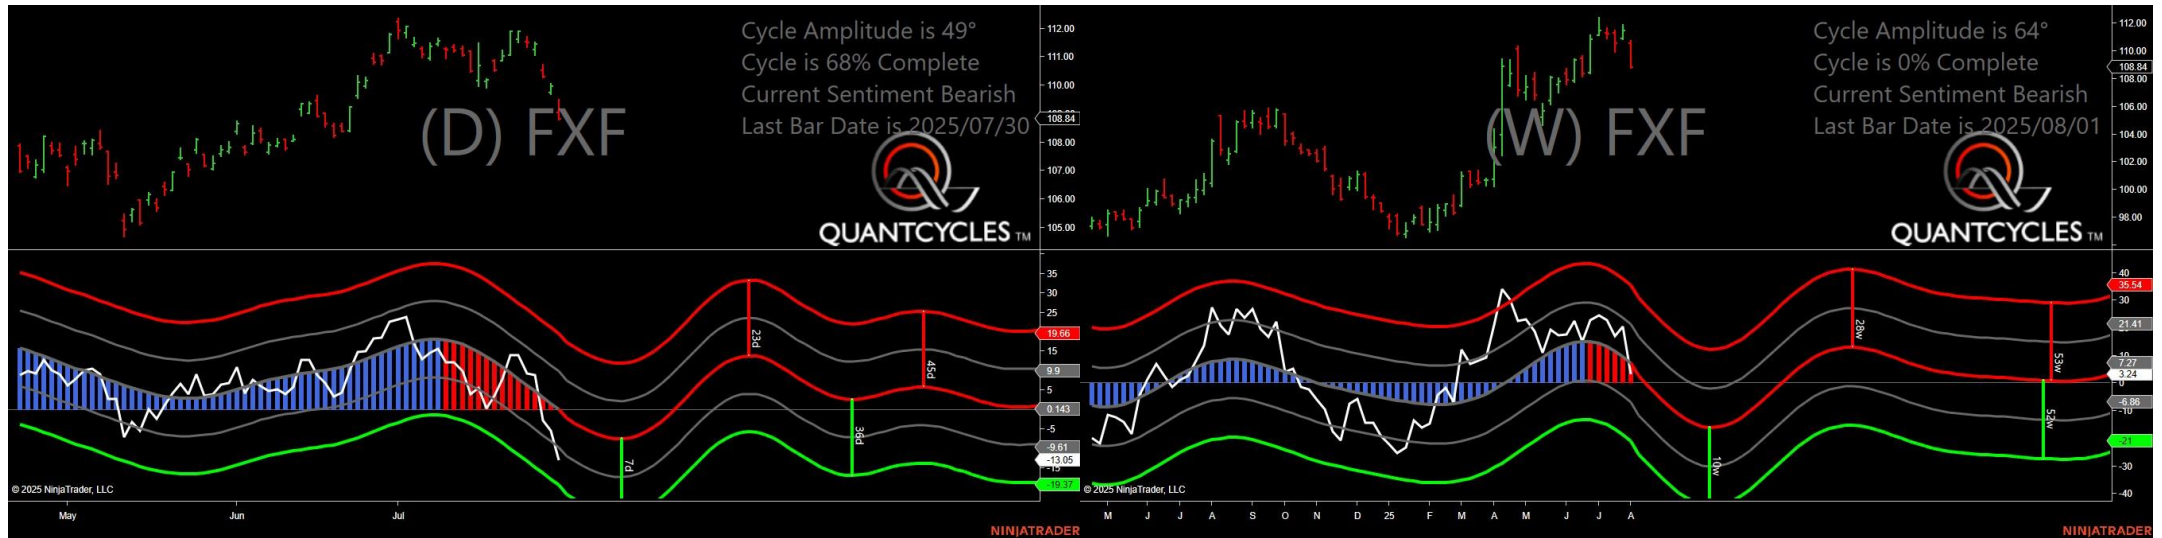 Cycle Amplitude is 49°
Cycle is 68% Complete
Current Sentiment Bearish
Last Bar Date is 2025/07/30
(D) FXF
QUANTCYCLES TM
112.00
111.00
110.00
108.84
108.00
107.00
106.00
105.00
35
30
25
19.66
15
9.9
5
0.143
-5
-9.61
-13.05
-15
-19.37
23d
45d
36d
7d
© 2025 NinjaTrader, LLC
May Jun Jul
NINJATRADER
Cycle Amplitude is 64°
Cycle is 0% Complete
Current Sentiment Bearish
Last Bar Date is 2025/08/01
(W) FXF
QUANTCYCLES TM
112.00
110.00
108.84
108.00
106.00
104.00
102.00
100.00
98.00
40
35.54
30
21.41
10
7.27
3.24
0
-6.86
-10
-21
-30
-40
28w
53w
52w
10w
© 2025 NinjaTrader, LLC
M J J A S O N D 25 F M A M J J A
NINJATRADER